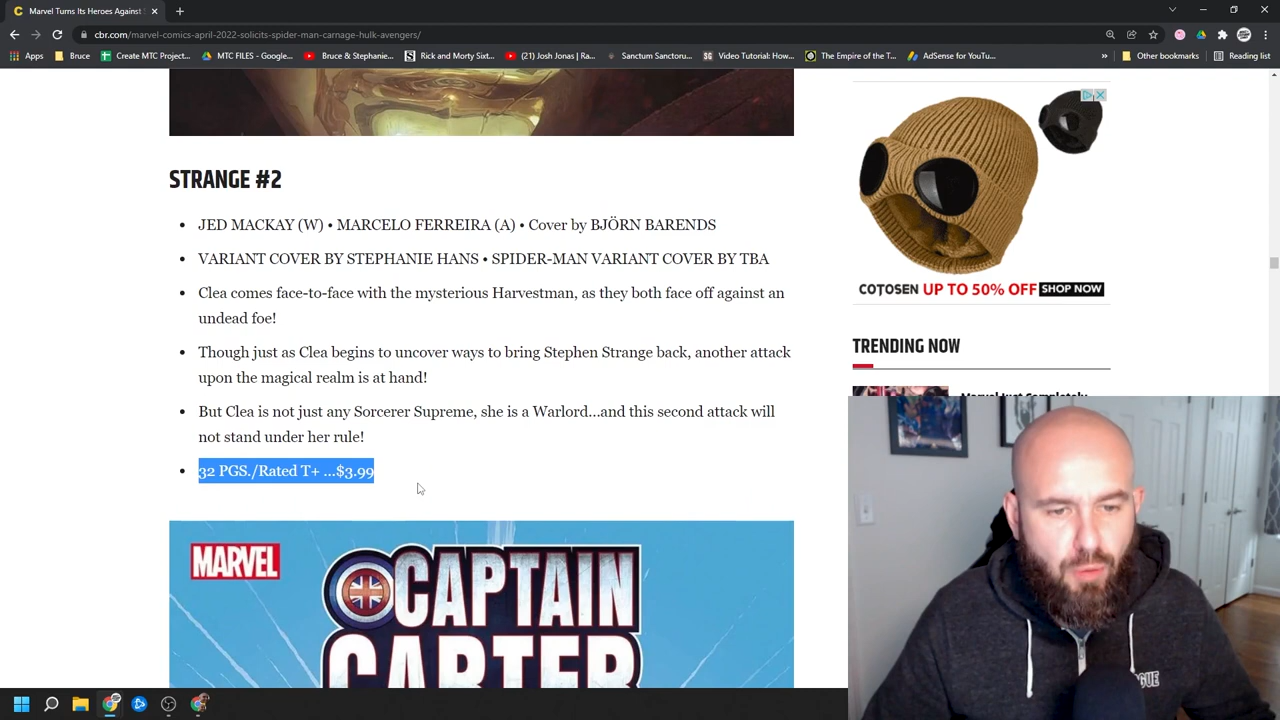 Marvel Turns Its Heroes Against
cbr.com/marvel-comics-april-2022-solicits-spider-man-carnage-hulk-avengers/
Apps
Bruce
Create MTC Project...
MTC FILES - Google...
Bruce & Stephanie...
Rick and Morty Sixt...
(21) Josh Jonas | Ra...
Sanctum Sanctoru...
Video Tutorial: How...
The Empire of the T...
AdSense for YouTu...
Other bookmarks
Reading list
STRANGE #2
• JED MACKAY (W) • MARCELO FERREIRA (A) • Cover by BJÖRN BARENDS
• VARIANT COVER BY STEPHANIE HANS • SPIDER-MAN VARIANT COVER BY TBA
• Clea comes face-to-face with the mysterious Harvestman, as they both face off against an
undead foe!
• Though just as Clea begins to uncover ways to bring Stephen Strange back, another attack
upon the magical realm is at hand!
• But Clea is not just any Sorcerer Supreme, she is a Warlord...and this second attack will
not stand under her rule!
• 32 PGS./Rated T+ ...$3.99
MARVEL
CAPTAIN
CARTER
COTOSEN UP TO 50% OFF SHOP NOW
TRENDING NOW